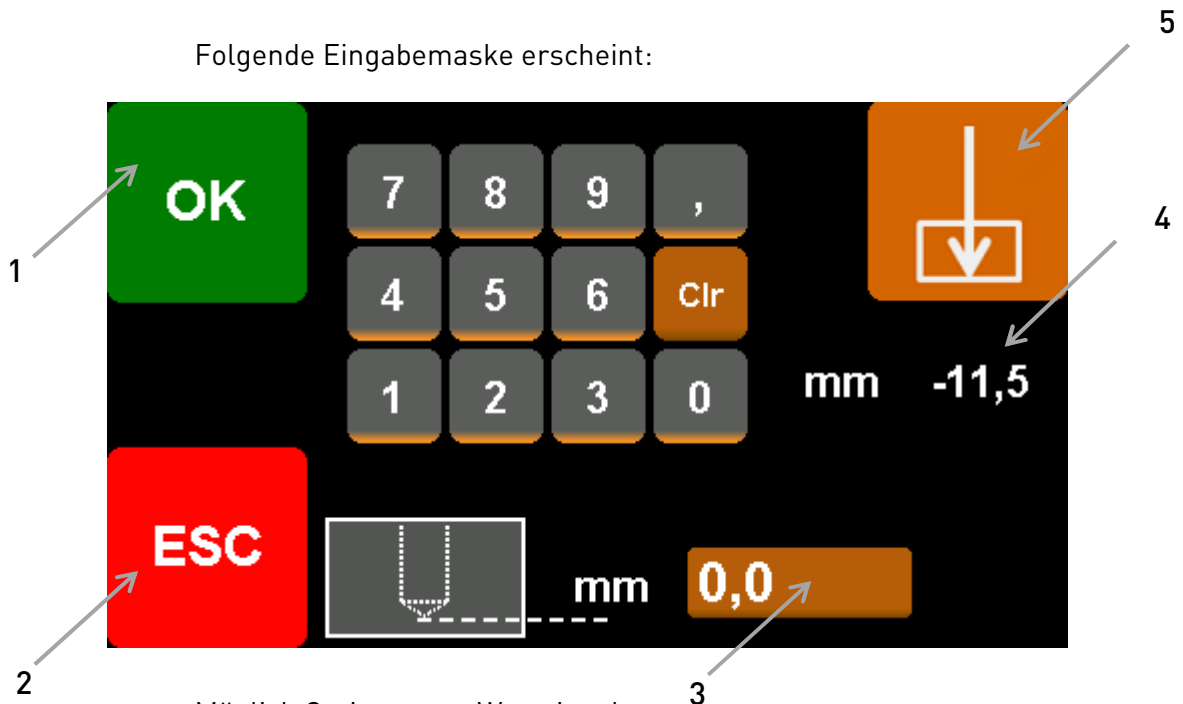 5
Folgende Eingabemaske erscheint:
OK
7 8 9 ,
4
1
4 5 6 Clr
1 2 3 0
mm -11,5
ESC
mm 0,0
2
3